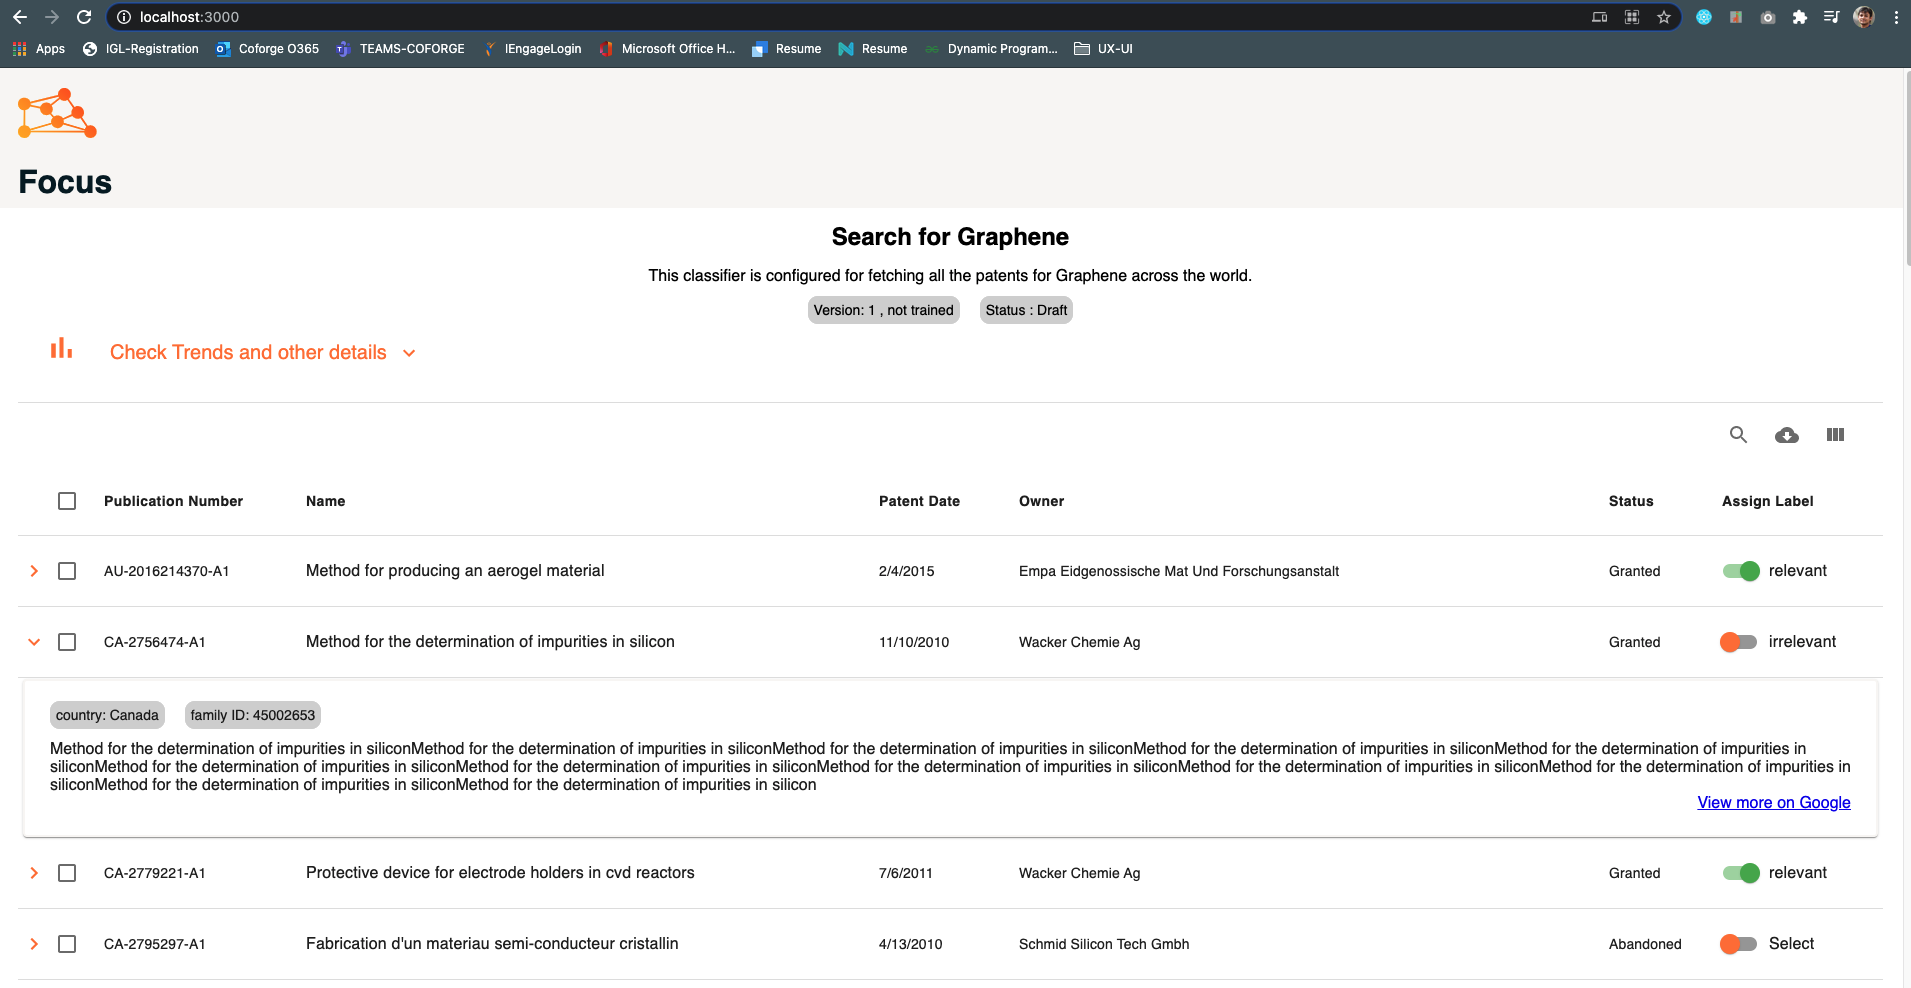 localhost:3000
Apps IGL-Registration Coforge O365 TEAMS-COFORGE IEngageLogin Microsoft Office H... Resume Resume Dynamic Program... UX-UI
Focus
Search for Graphene
This classifier is configured for fetching all the patents for Graphene across the world.
Version: 1 , not trained Status : Draft
Check Trends and other details
Publication Number Name Patent Date Owner Status Assign Label
AU-2016214370-A1 Method for producing an aerogel material 2/4/2015 Empa Eidgenossische Mat Und Forschungsanstalt Granted relevant
CA-2756474-A1 Method for the determination of impurities in silicon 11/10/2010 Wacker Chemie Ag Granted irrelevant
country: Canada family ID: 45002653
Method for the determination of impurities in siliconMethod for the determination of impurities in siliconMethod for the determination of impurities in siliconMethod for the determination of impurities in siliconMethod for the determination of impurities in
siliconMethod for the determination of impurities in siliconMethod for the determination of impurities in siliconMethod for the determination of impurities in siliconMethod for the determination of impurities in siliconMethod for the determination of impurities in
siliconMethod for the determination of impurities in siliconMethod for the determination of impurities in silicon
View more on Google
CA-2779221-A1 Protective device for electrode holders in cvd reactors 7/6/2011 Wacker Chemie Ag Granted relevant
CA-2795297-A1 Fabrication d'un materiau semi-conducteur cristallin 4/13/2010 Schmid Silicon Tech Gmbh Abandoned Select